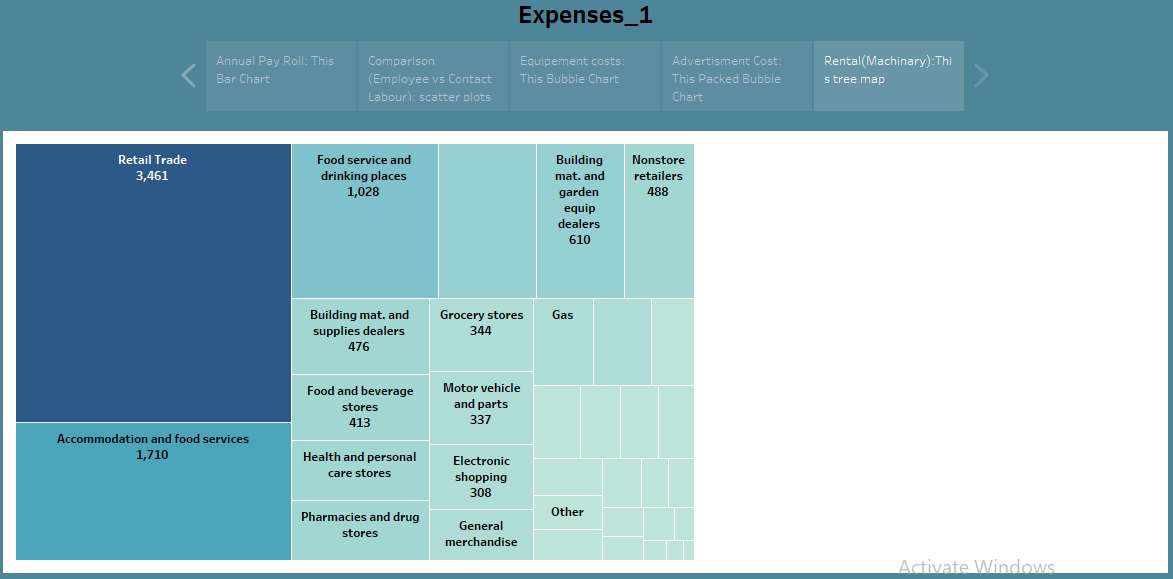 Expenses_1
Annual Pay Roll: This
Bar Chart
Comparison
(Employee vs Contact
Labour): scatter plots
Equipement costs:
This Bubble Chart
Advertisment Cost:
This Packed Bubble
Chart
Rental(Machinary):Thi
s tree map
Retail Trade
3,461
Accommodation and food services
1,710
Food service and
drinking places
1,028
Building
mat. and
garden
equip
dealers
610
Nonstore
retailers
488
Building mat. and
supplies dealers
476
Food and beverage
stores
413
Health and personal
care stores
Pharmacies and drug
stores
Grocery stores
344
Motor vehicle
and parts
337
Electronic
shopping
308
General
merchandise
Gas
Other
Activate Windows